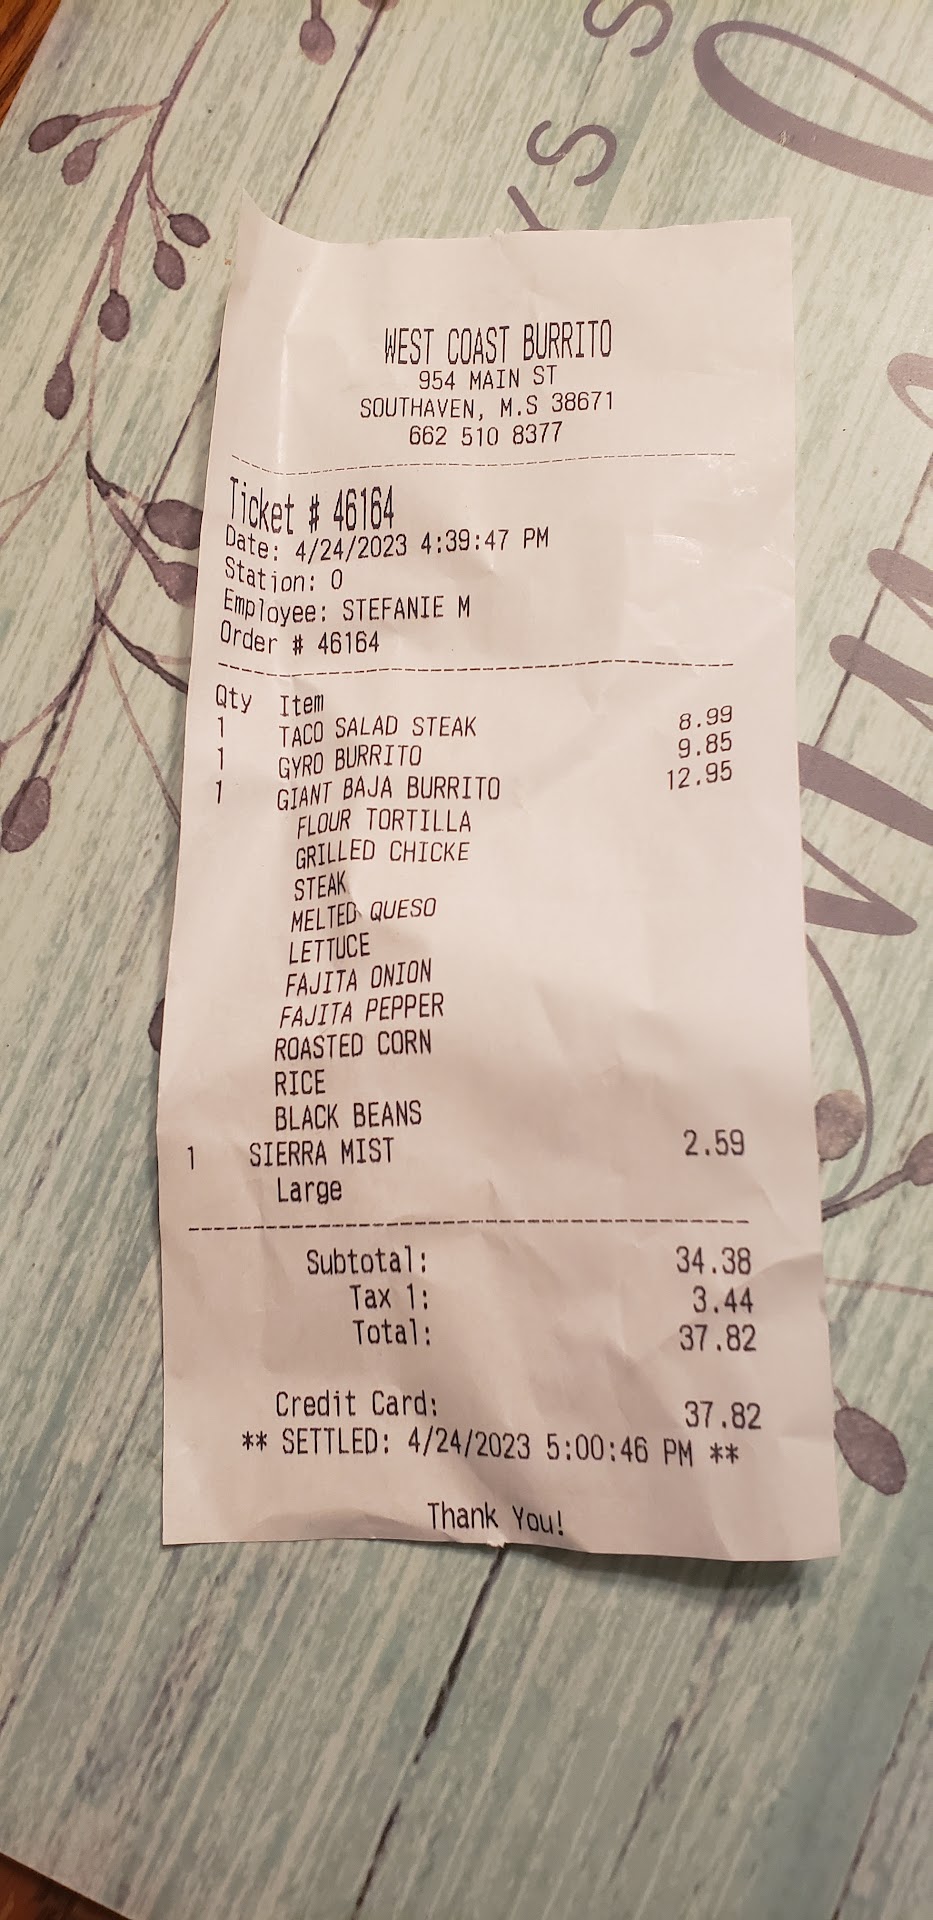 WEST COAST BURRITO
954 MAIN ST
SOUTHAVEN, M.S 38671
662 510 8377
Ticket # 46164
Date: 4/24/2023 4:39:47 PM
Station: 0
Employee: STEFANIE M
Order # 46164
Qty Item
1 TACO SALAD STEAK 8.99
1 GYRO BURRITO 9.85
1 GIANT BAJA BURRITO 12.95
FLOUR TORTILLA
GRILLED CHICKE
STEAK
MELTED QUESO
LETTUCE
FAJITA ONION
FAJITA PEPPER
ROASTED CORN
RICE
BLACK BEANS
1 SIERRA MIST 2.59
Large
Subtotal: 34.38
Tax 1: 3.44
Total: 37.82
Credit Card: 37.82
** SETTLED: 4/24/2023 5:00:46 PM **
Thank You!